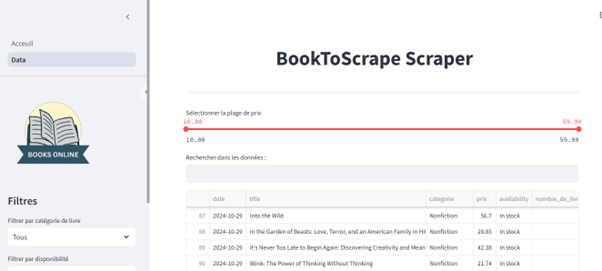 Acceuil
Data
BOOKS ONLINE
Filtres
Filtrer par catégorie de livre
Tous
Filtrer par disponibilité
BookToScrape Scraper
Sélectionner la plage de prix
10.00 59.99
10.00 59.99
Rechercher dans les données :
date title categorie prix availability nombre_de_livr
87 2024-10-29 Into the Wild Nonfiction 56.7 In stock
88 2024-10-29 In the Garden of Beasts: Love, Terror, and an American Family in Hi Nonfiction 28.85 In stock
89 2024-10-29 It's Never Too Late to Begin Again: Discovering Creativity and Mean Nonfiction 42.38 In stock
90 2024-10-29 Blink: The Power of Thinking Without Thinking Nonfiction 21.74 In stock